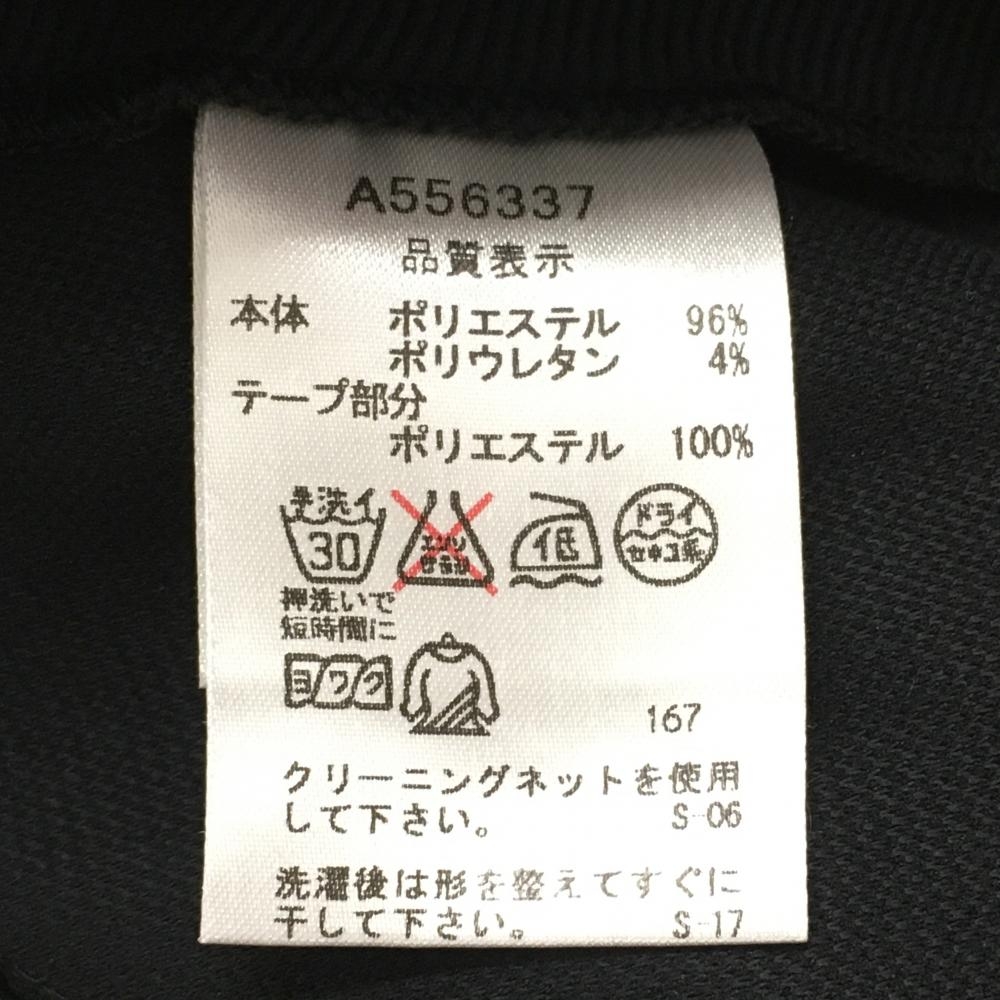 A556337
品質表示
本体 ポリエステル 96%
ポリウレタン 4%
テープ部分
ポリエステル 100%
手洗イ
30
エンソ
サラシ
低
ドライ
セキユ系
押洗いで
短時間に
ヨワク
167
クリーニングネットを使用
して下さい。 S-06
洗濯後は形を整えてすぐに
干して下さい。 S-17